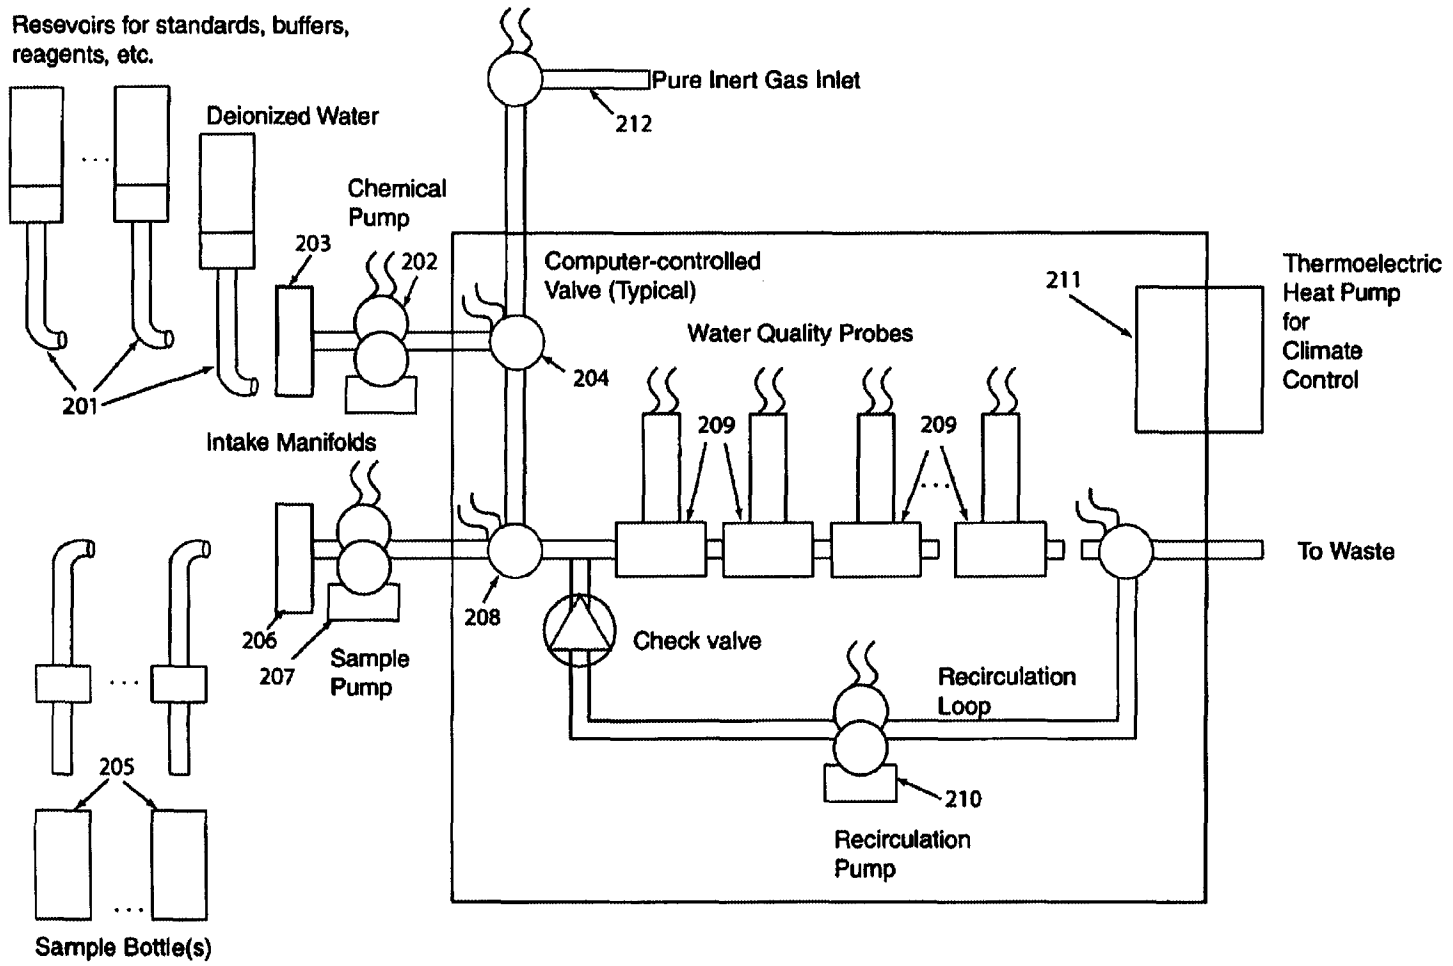 Resevoirs for standards, buffers,
reagents, etc.
Pure Inert Gas Inlet
212
Deionized Water
Chemical
Pump
203
202
Computer-controlled
Valve (Typical)
211
Thermoelectric
Heat Pump
for
Climate
Control
Water Quality Probes
204
201
209
209
Intake Manifolds
To Waste
208
206
207
Sample
Pump
Check valve
Recirculation
Loop
205
210
Recirculation
Pump
Sample Bottle(s)